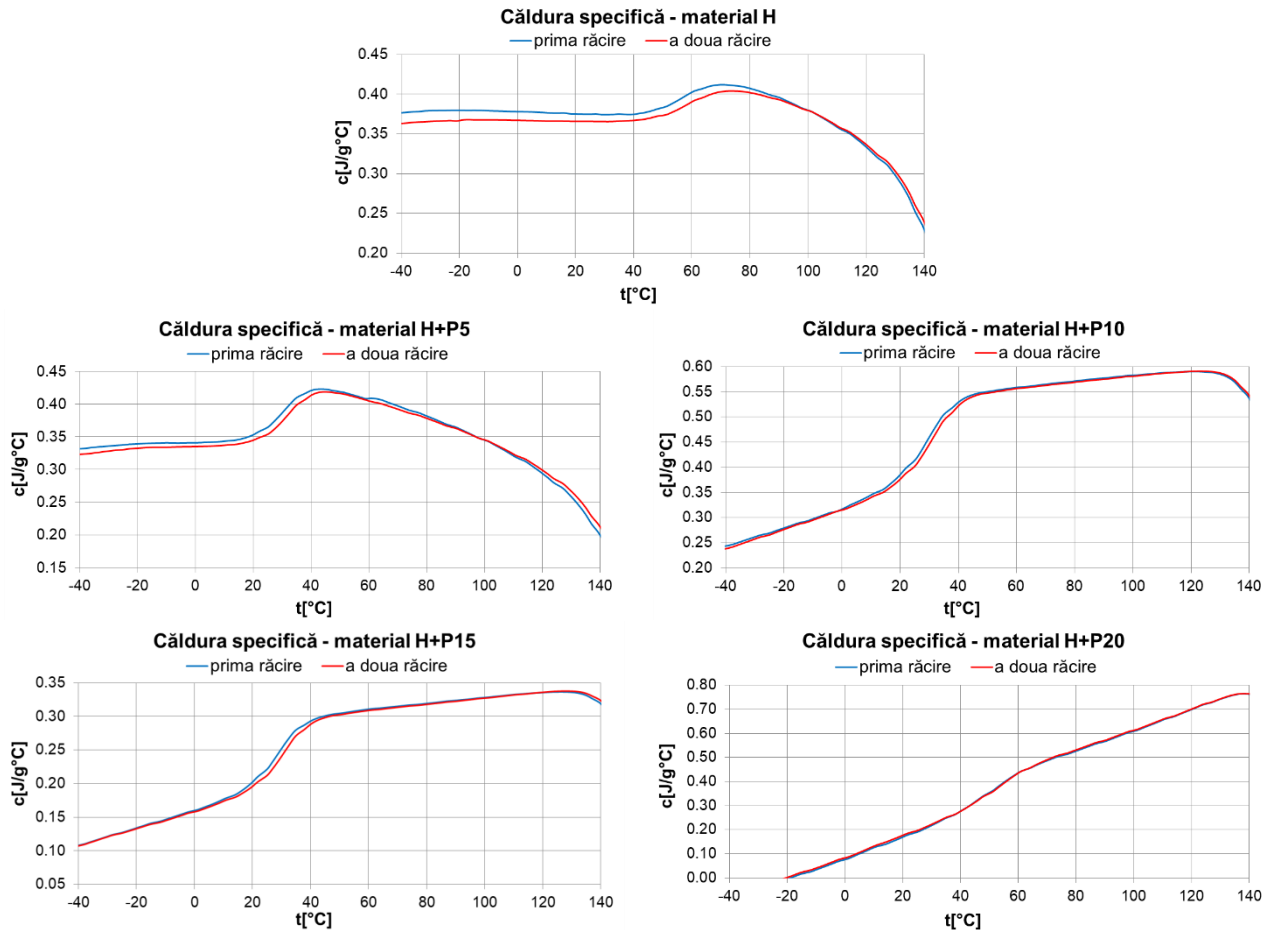 Căldura specifică - material H
prima răcire a doua răcire
c[J/g°C]
0.45
0.40
0.35
0.30
0.25
0.20
-40 -20 0 20 40 60 80 100 120 140
t[°C]
Căldura specifică - material H+P5
prima răcire a doua răcire
c[J/g°C]
0.45
0.40
0.35
0.30
0.25
0.20
0.15
-40 -20 0 20 40 60 80 100 120 140
t[°C]
Căldura specifică - material H+P10
prima răcire a doua răcire
c[J/g°C]
0.60
0.55
0.50
0.45
0.40
0.35
0.30
0.25
0.20
-40 -20 0 20 40 60 80 100 120 140
t[°C]
Căldura specifică - material H+P15
prima răcire a doua răcire
c[J/g°C]
0.35
0.30
0.25
0.20
0.15
0.10
0.05
-40 -20 0 20 40 60 80 100 120 140
t[°C]
Căldura specifică - material H+P20
prima răcire a doua răcire
c[J/g°C]
0.80
0.70
0.60
0.50
0.40
0.30
0.20
0.10
0.00
-40 -20 0 20 40 60 80 100 120 140
t[°C]